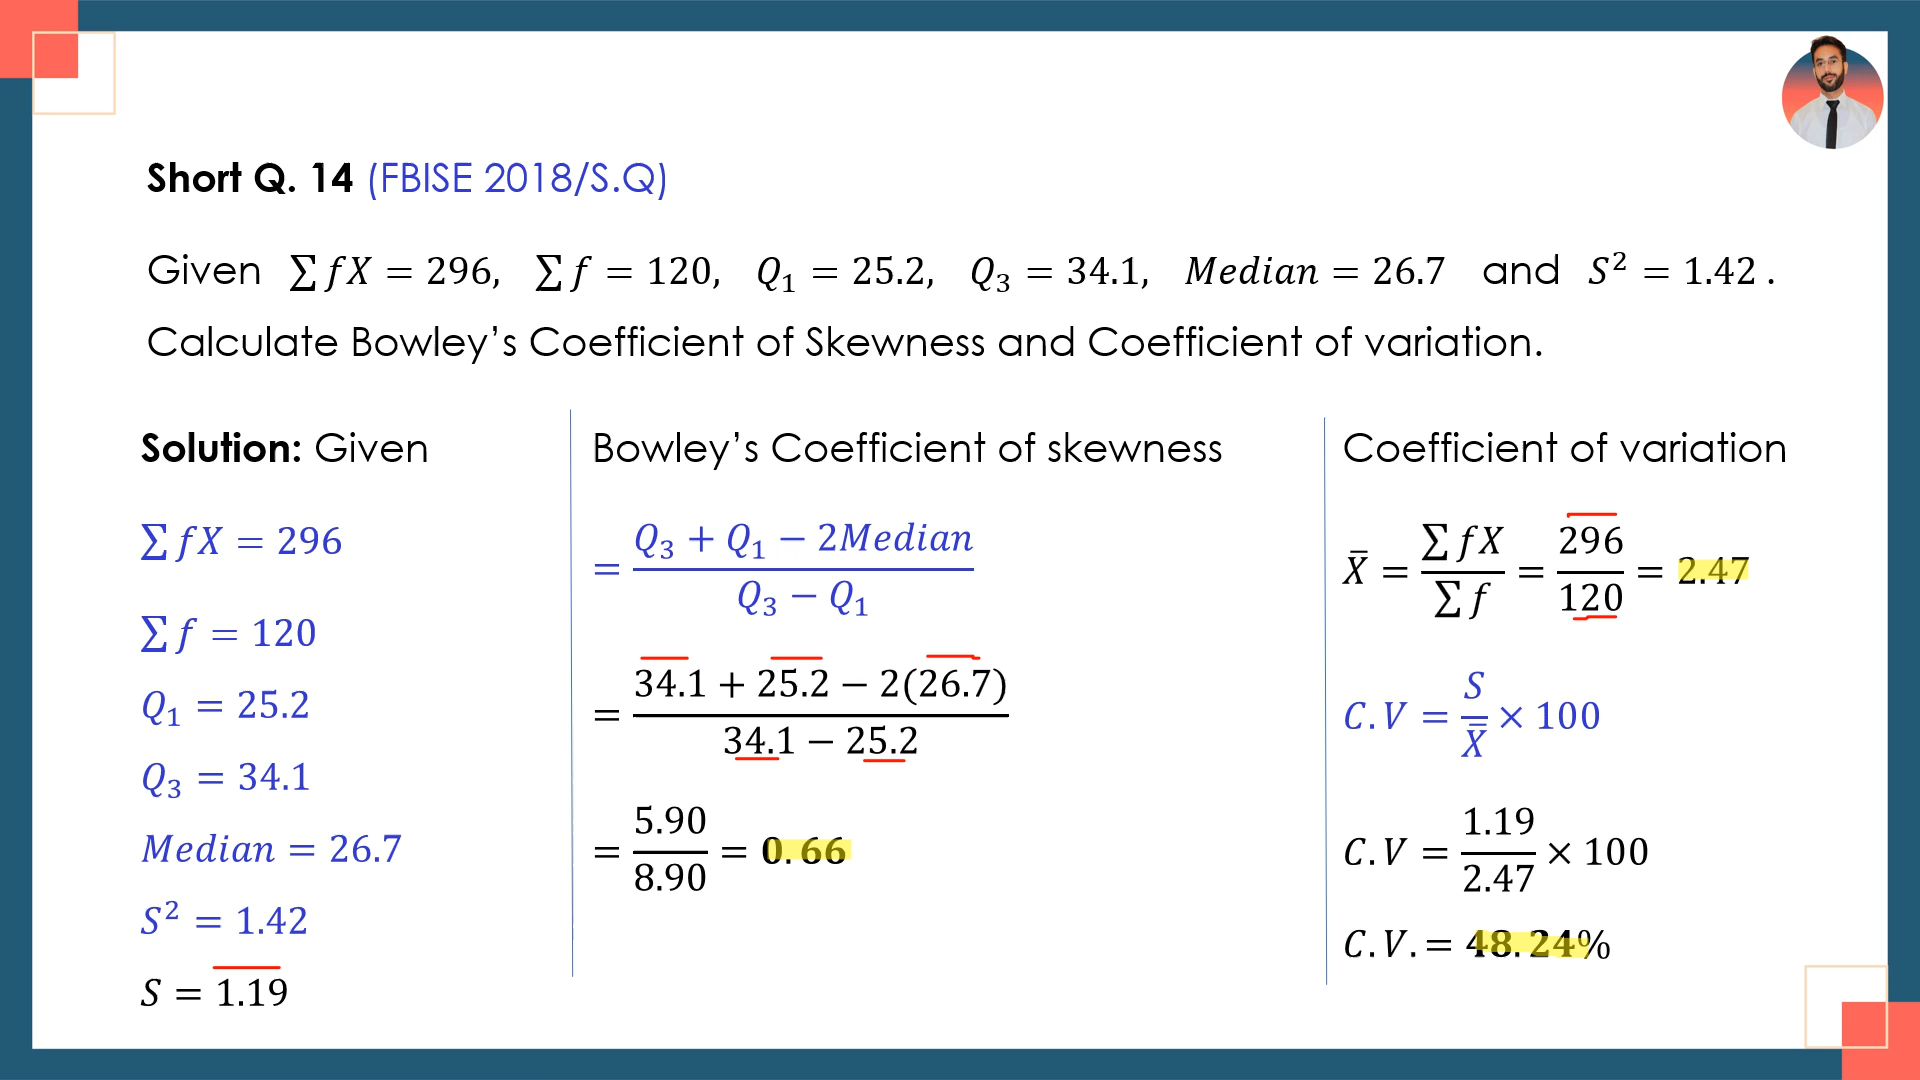 Short Q. 14 (FBISE 2018/S.Q)
Given ∑ fX = 296, ∑ f = 120, Q₁ = 25.2, Q₃ = 34.1, Median = 26.7 and S² = 1.42 .
Calculate Bowley’s Coefficient of Skewness and Coefficient of variation.
Solution: Given
∑ fX = 296
∑ f = 120
Q₁ = 25.2
Q₃ = 34.1
Median = 26.7
S² = 1.42
S = 1.19
Bowley’s Coefficient of skewness
= (Q₃ + Q₁ − 2Median) / (Q₃ − Q₁)
= (34.1 + 25.2 − 2(26.7)) / (34.1 − 25.2)
= 5.90 / 8.90 = 0.66
Coefficient of variation
X̄ = ∑ fX / ∑ f = 296 / 120 = 2.47
C.V = S / X̄ × 100
C.V = 1.19 / 2.47 × 100
C.V. = 48.24%